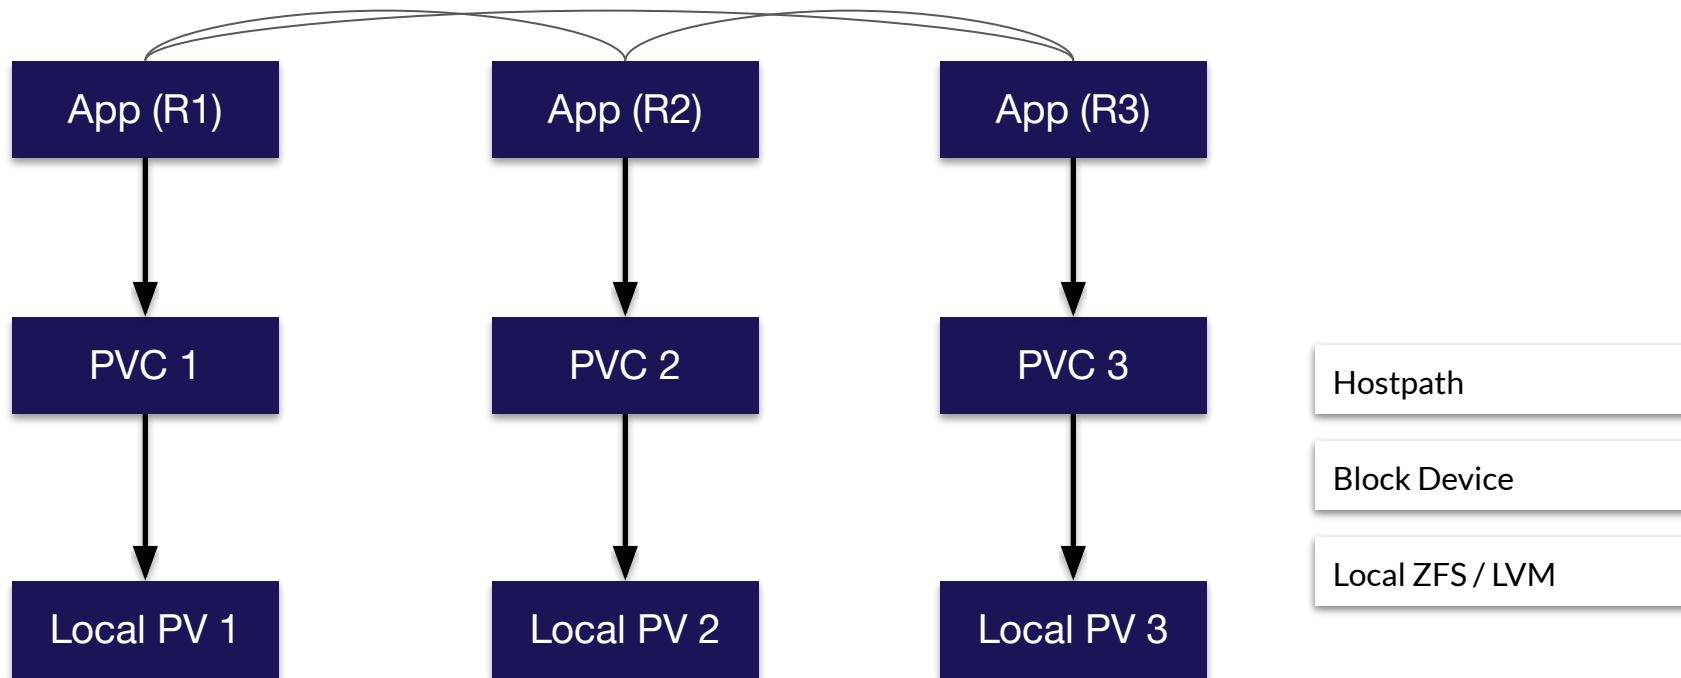 App (R1)
App (R2)
App (R3)
PVC 1
PVC 2
PVC 3
Hostpath
Block Device
Local ZFS / LVM
Local PV 1
Local PV 2
Local PV 3